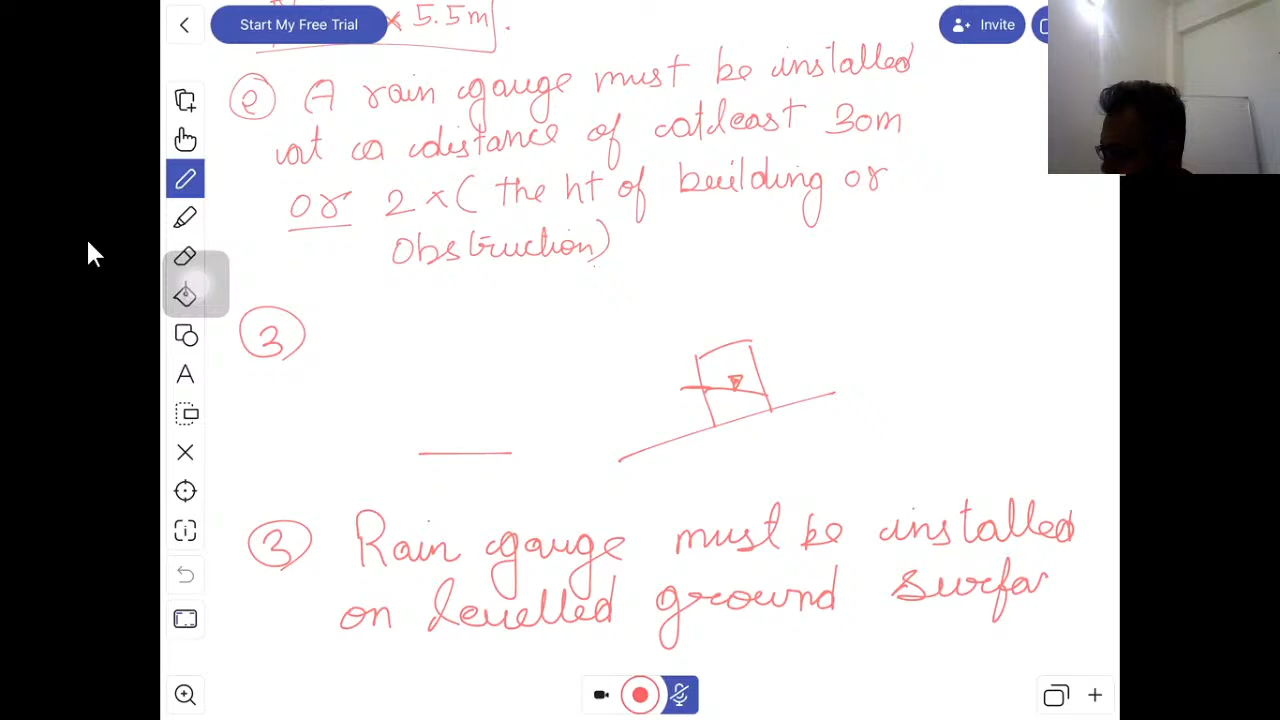 Start My Free Trial
× 5.5m.
Invite
② A rain gauge must be installed
at a distance of atleast 30m
or 2 × ( the ht of building or
Obstruction)
③
③ Rain gauge must be installed
on levelled ground surfa